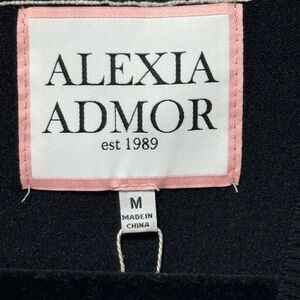 ALEXIA
ADMOR
est 1989
M
MADE IN
CHINA